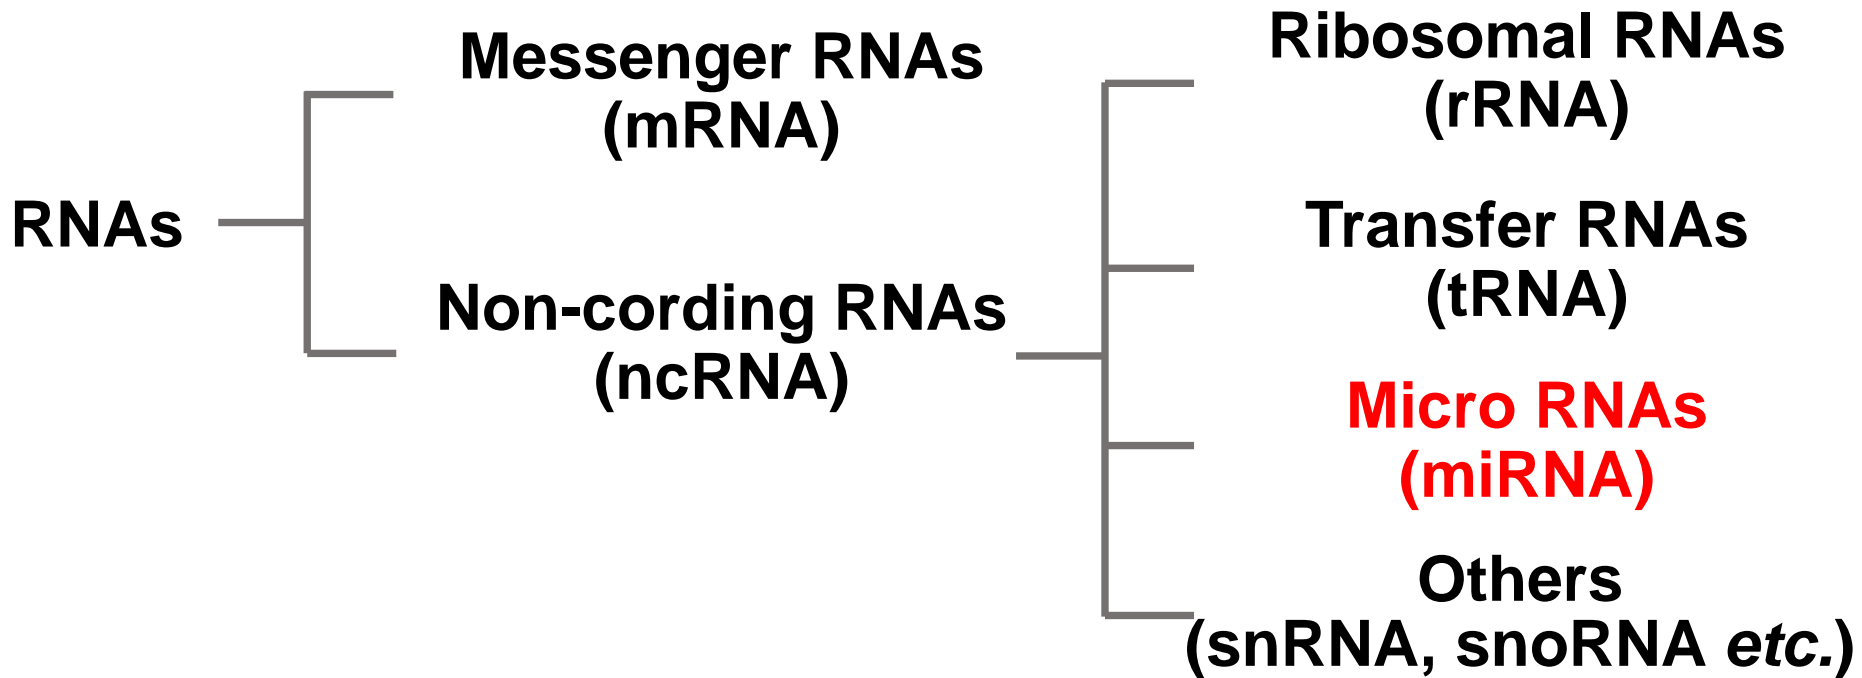 RNAs
Messenger RNAs
(mRNA)
Non-cording RNAs
(ncRNA)
Ribosomal RNAs
(rRNA)
Transfer RNAs
(tRNA)
Micro RNAs
(miRNA)
Others
(snRNA, snoRNA etc.)